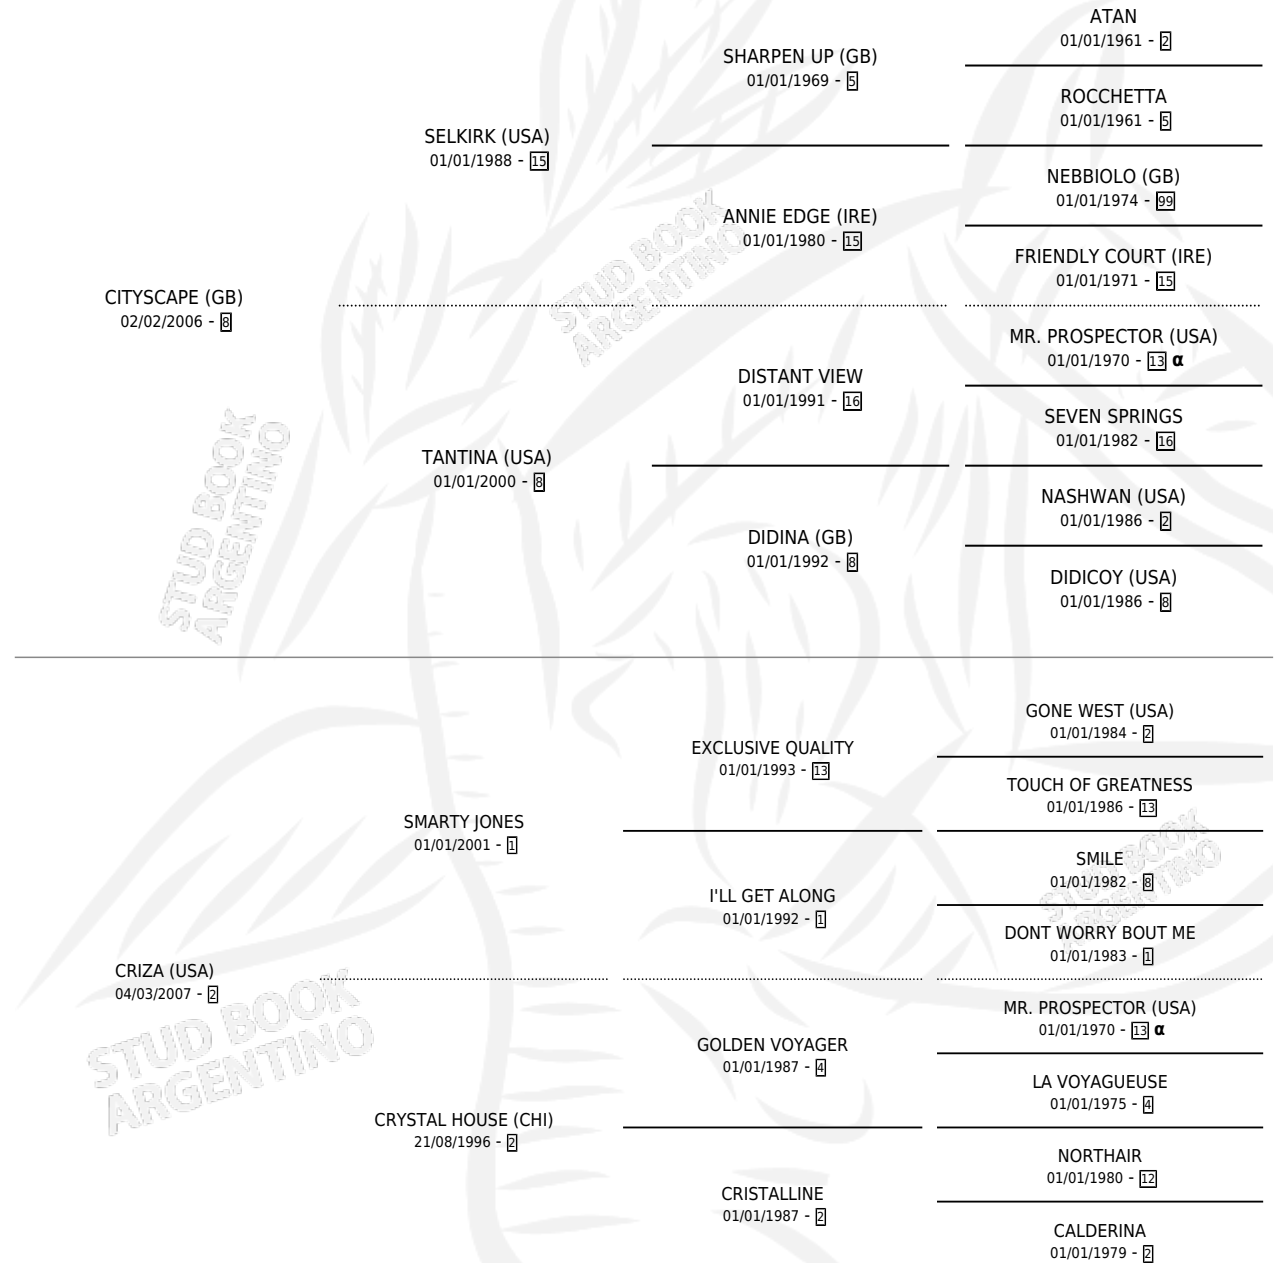 ATAN
01/01/1961 - 2
SHARPEN UP (GB)
01/01/1969 - 5
ROCCHETTA
01/01/1961 - 5
SELKIRK (USA)
01/01/1988 - 15
NEBBIOLO (GB)
01/01/1974 - 99
ANNIE EDGE (IRE)
01/01/1980 - 15
FRIENDLY COURT (IRE)
01/01/1971 - 15
CITYSCAPE (GB)
02/02/2006 - 8
MR. PROSPECTOR (USA)
01/01/1970 - 13 α
DISTANT VIEW
01/01/1991 - 16
SEVEN SPRINGS
01/01/1982 - 16
TANTINA (USA)
01/01/2000 - 8
NASHWAN (USA)
01/01/1986 - 2
DIDINA (GB)
01/01/1992 - 8
DIDICOY (USA)
01/01/1986 - 8
GONE WEST (USA)
01/01/1984 - 2
EXCLUSIVE QUALITY
01/01/1993 - 13
TOUCH OF GREATNESS
01/01/1986 - 13
SMARTY JONES
01/01/2001 - 1
SMILE
01/01/1982 - 8
I'LL GET ALONG
01/01/1992 - 1
DONT WORRY BOUT ME
01/01/1983 - 1
CRIZA (USA)
04/03/2007 - 2
MR. PROSPECTOR (USA)
01/01/1970 - 13 α
GOLDEN VOYAGER
01/01/1987 - 4
LA VOYAGUEUSE
01/01/1975 - 4
CRYSTAL HOUSE (CHI)
21/08/1996 - 2
NORTHAIR
01/01/1980 - 12
CRISTALLINE
01/01/1987 - 2
CALDERINA
01/01/1979 - 2
STUD BOOK
ARGENTINO
STUD BOOK
ARGENTINO
STUD BOOK
ARGENTINO
STUD BOOK
ARGENTINO